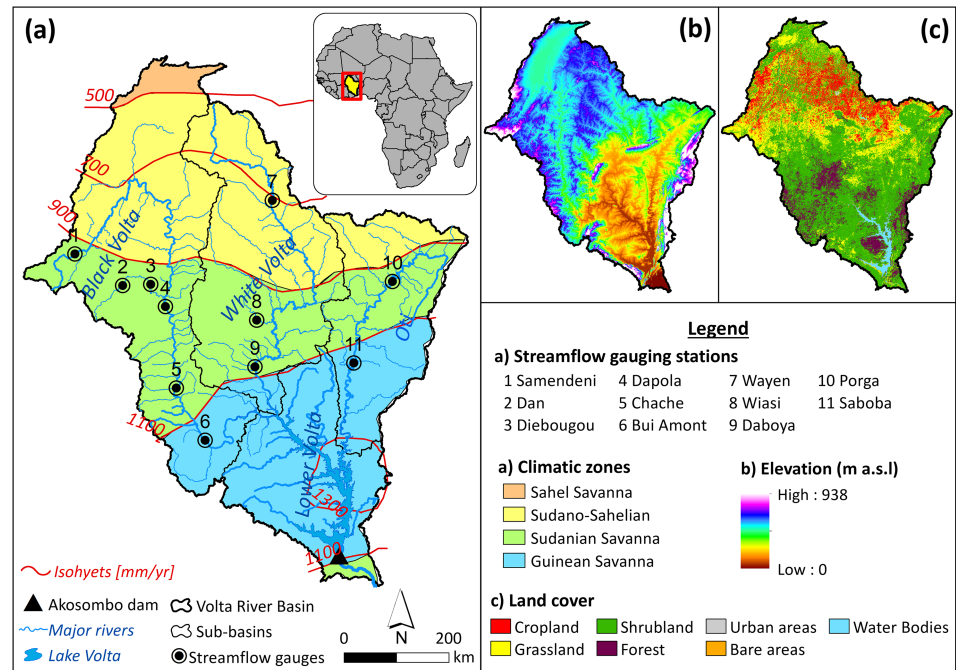 (a)
500
700
900
Black Volta
White Volta
2
3
4
8
10
Oti
9
11
5
1100
6
Lower Volta
1300
1100
Isohyets [mm/yr]
Akosombo dam
Major rivers
Lake Volta
Volta River Basin
Sub-basins
Streamflow gauges
N
0 200
km
(b)
(c)
Legend
a) Streamflow gauging stations
1 Samendeni 4 Dapola 7 Wayen 10 Porga
2 Dan 5 Chache 8 Wiasi 11 Saboba
3 Diebougou 6 Bui Amont 9 Daboya
a) Climatic zones
Sahel Savanna
Sudano-Sahelian
Sudanian Savanna
Guinean Savanna
b) Elevation (m a.s.l)
High : 938
Low : 0
c) Land cover
Cropland Shrubland Urban areas Water Bodies
Grassland Forest Bare areas